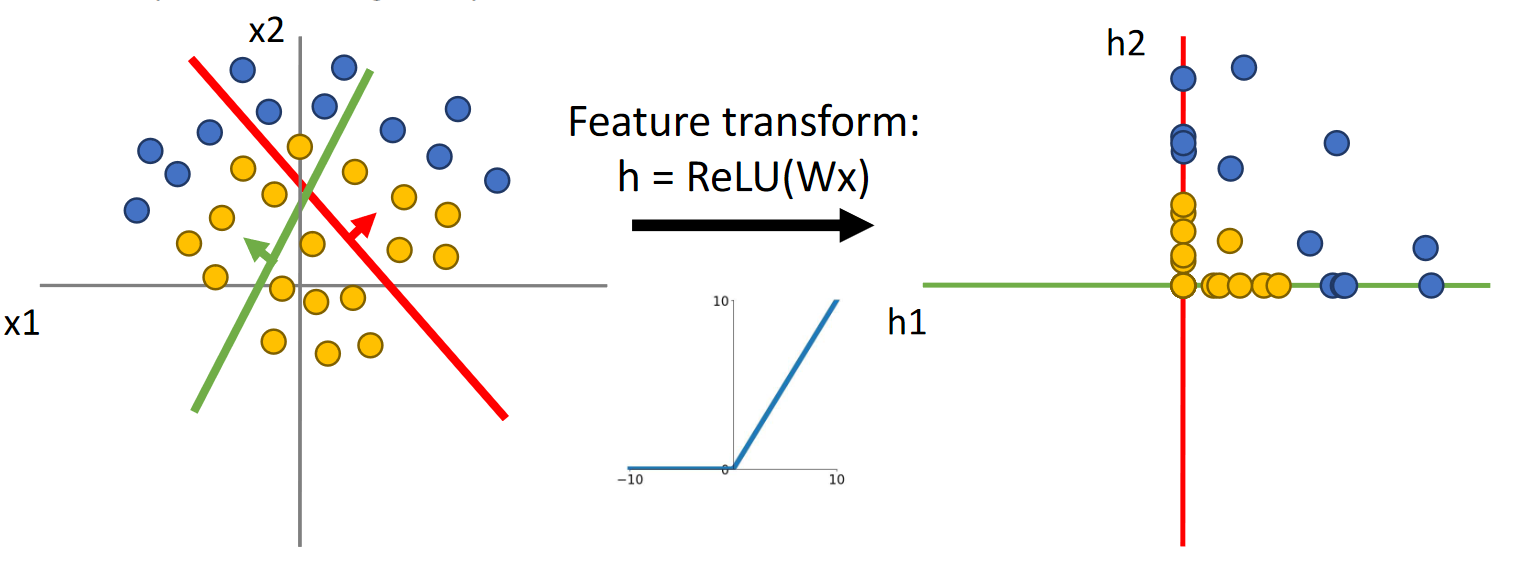 x2
x1
Feature transform:
h = ReLU(Wx)
10
0
−10
10
h2
h1